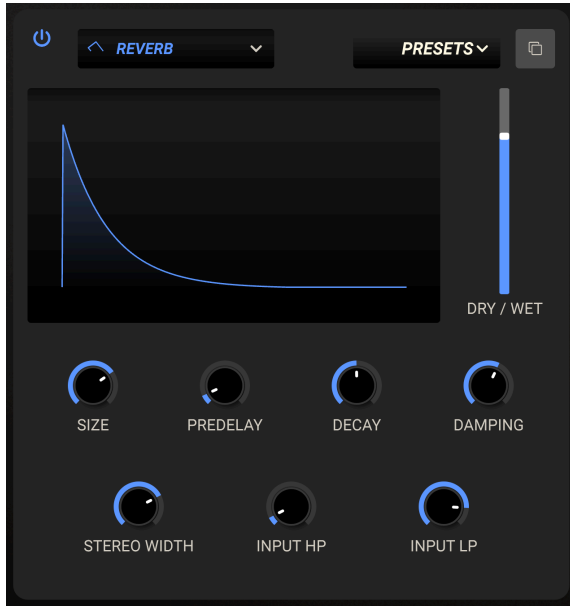 REVERB
PRESETS
DRY / WET
SIZE
PREDELAY
DECAY
DAMPING
STEREO WIDTH
INPUT HP
INPUT LP